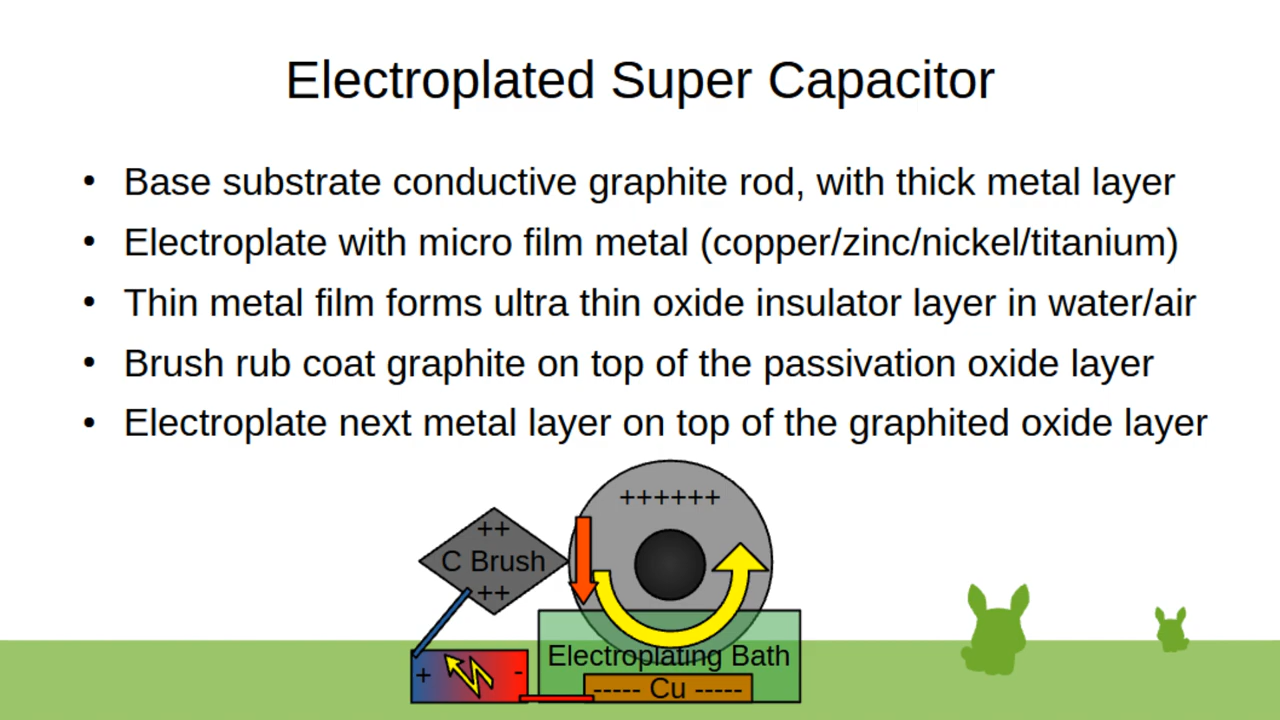 Electroplated Super Capacitor
• Base substrate conductive graphite rod, with thick metal layer
• Electroplate with micro film metal (copper/zinc/nickel/titanium)
• Thin metal film forms ultra thin oxide insulator layer in water/air
• Brush rub coat graphite on top of the passivation oxide layer
• Electroplate next metal layer on top of the graphited oxide layer
++++++
++
C Brush
++
Electroplating Bath
+ -
----- Cu -----